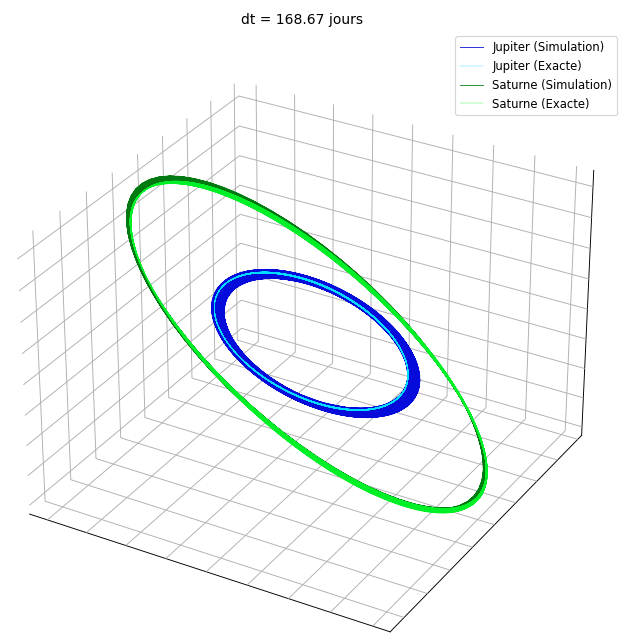 dt = 168.67 jours
Jupiter (Simulation)
Jupiter (Exacte)
Saturne (Simulation)
Saturne (Exacte)